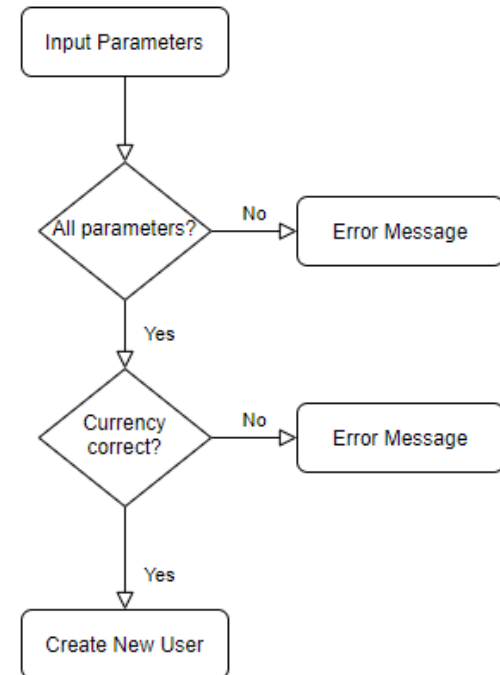 Input Parameters
All parameters?
No
Error Message
Yes
Currency
correct?
No
Error Message
Yes
Create New User